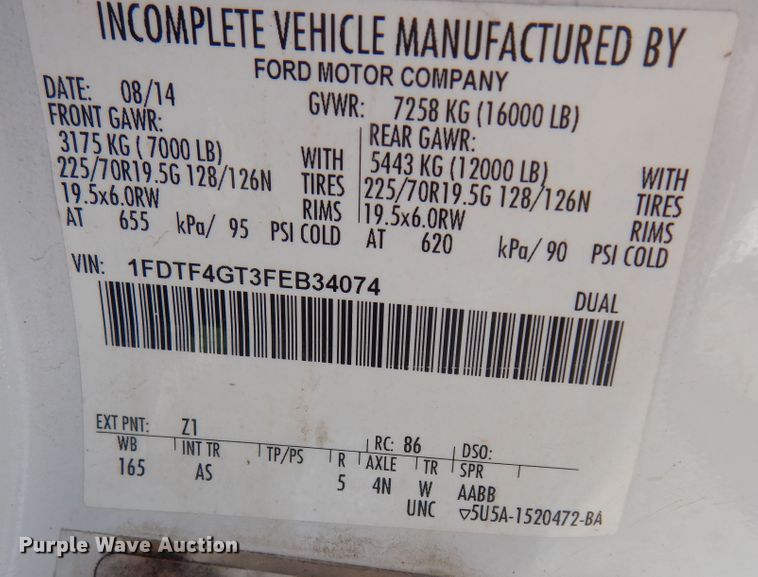 INCOMPLETE VEHICLE MANUFACTURED BY
FORD MOTOR COMPANY
DATE: 08/14 GVWR: 7258 KG (16000 LB)
FRONT GAWR: REAR GAWR:
3175 KG ( 7000 LB) WITH 5443 KG (12000 LB) WITH
225/70R19.5G 128/126N TIRES 225/70R19.5G 128/126N TIRES
19.5x6.0RW RIMS 19.5x6.0RW RIMS
AT 655 kPa/ 95 PSI COLD AT 620 kPa/ 90 PSI COLD
VIN: 1FDTF4GT3FEB34074
DUAL
EXT PNT: Z1 RC: 86 DSO:
WB INT TR TP/PS R AXLE TR SPR
165 AS 5 4N W AABB
UNC ▽5U5A-1520472-BA
Purple Wave Auction